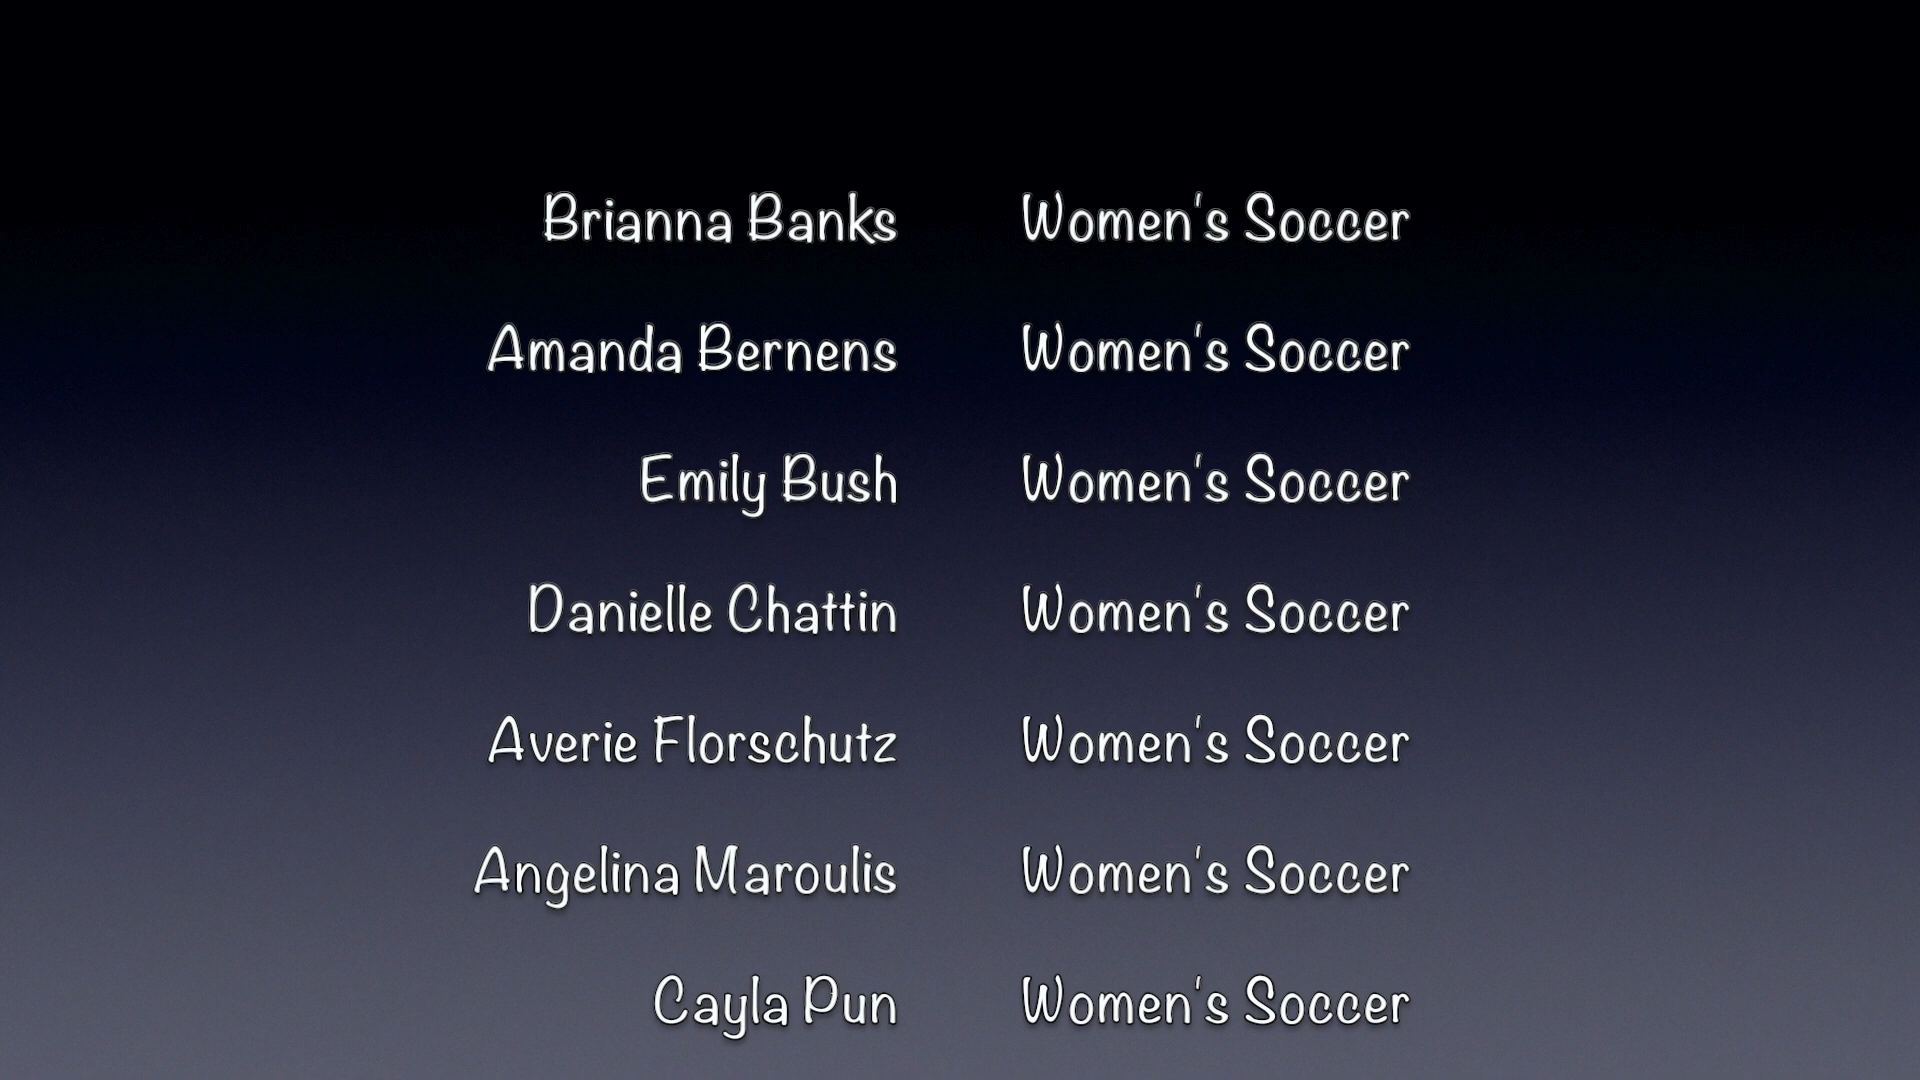 Brianna Banks Women's Soccer
Amanda Bernens Women's Soccer
Emily Bush Women's Soccer
Danielle Chattin Women's Soccer
Averie Florschutz Women's Soccer
Angelina Maroulis Women's Soccer
Cayla Pun Women's Soccer